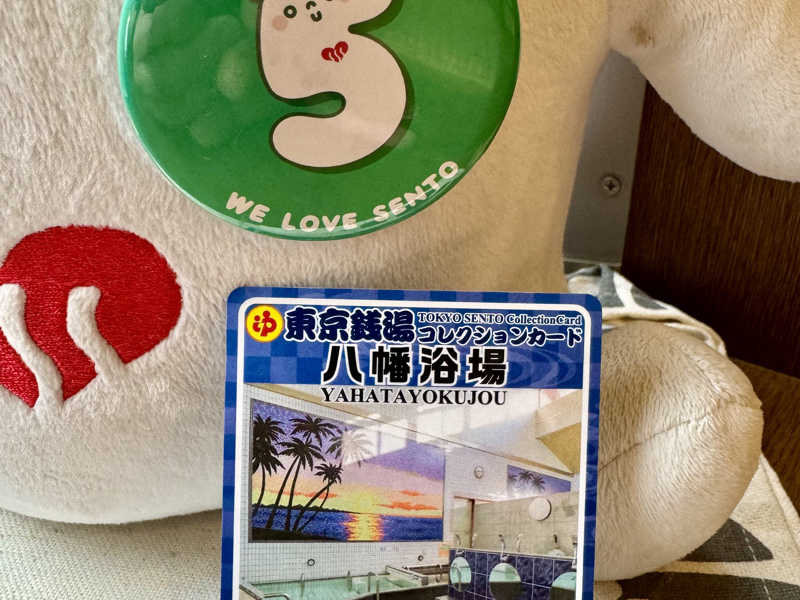 5
WE LOVE SENTO
ゆ 東京銭湯 TOKYO SENTO CollectionCard
コレクションカード
八幡浴場
YAHATAYOKUJOU